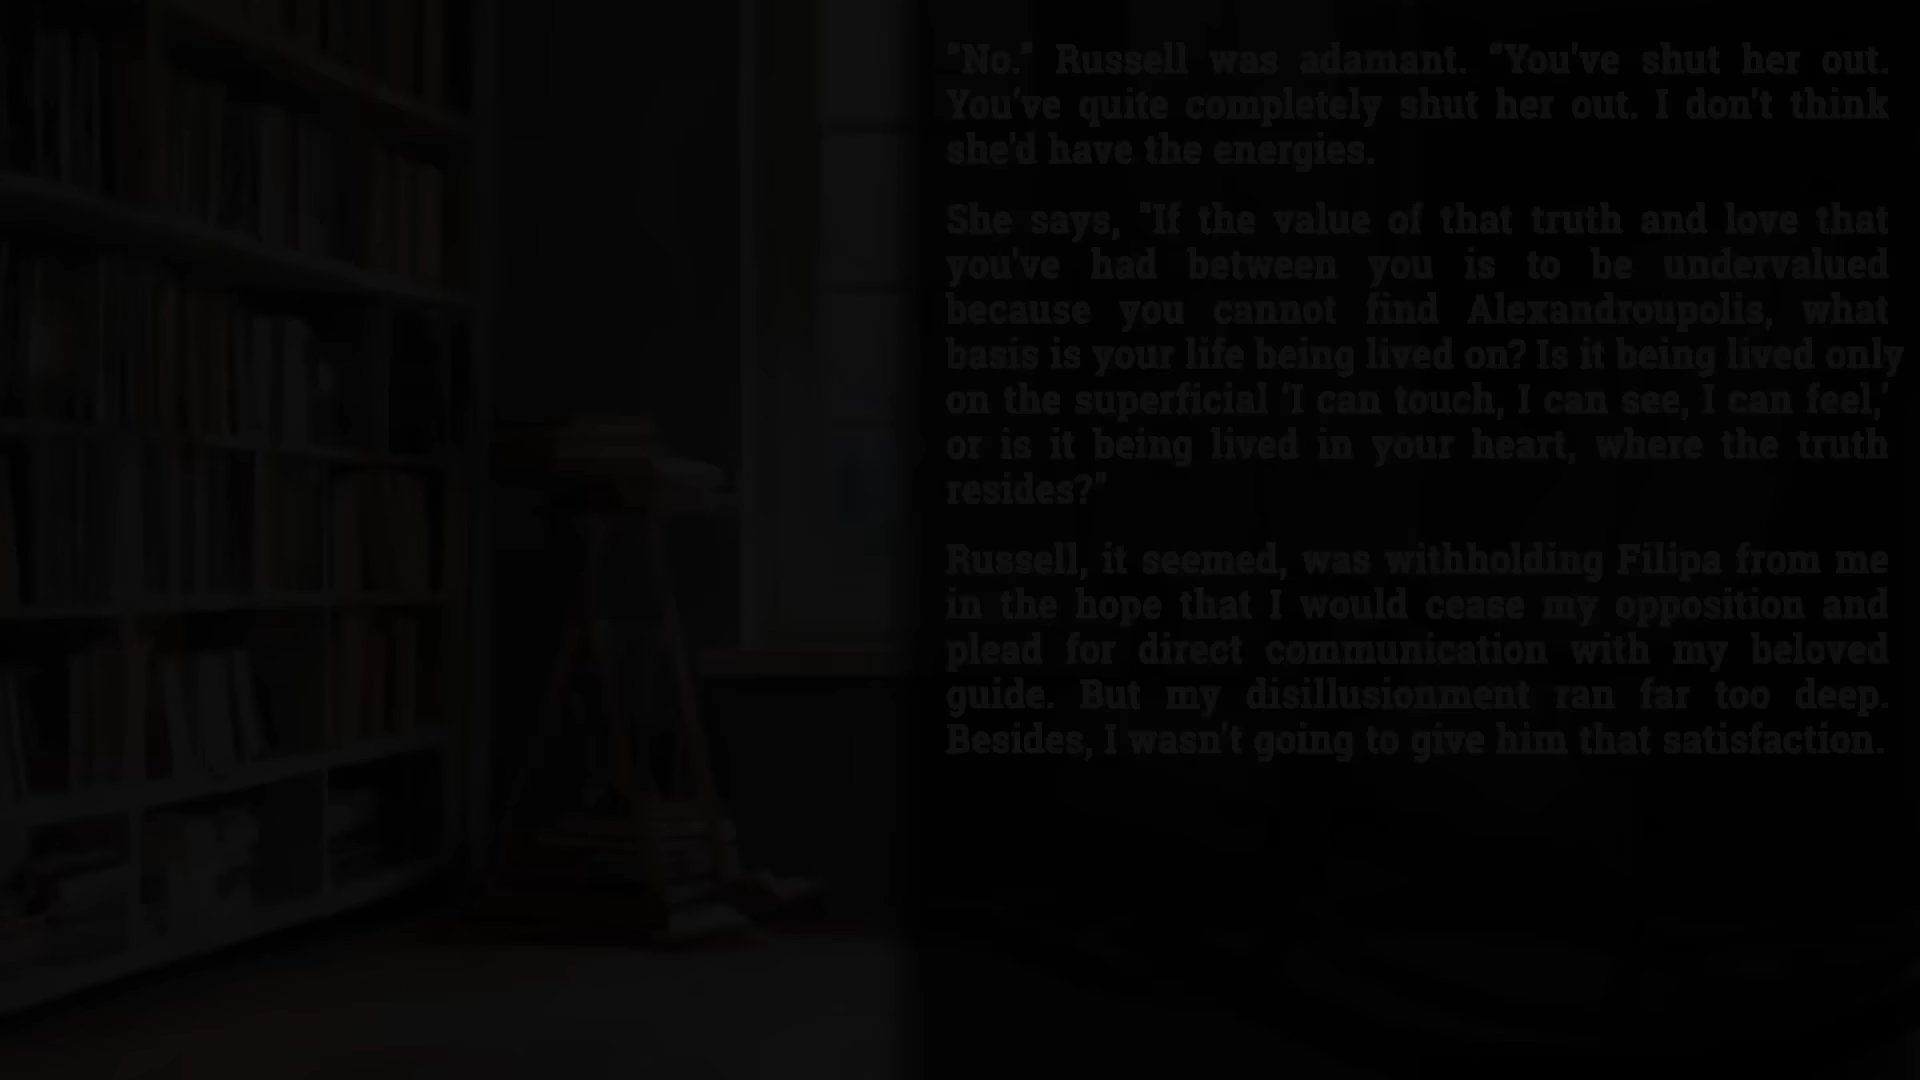 "No." Russell was adamant. "You've shut her out.
You've quite completely shut her out. I don't think
she'd have the energies.
She says, "If the value of that truth and love that
you've had between you is to be undervalued
because you cannot find Alexandroupolis, what
basis is your life being lived on? Is it being lived only
on the superficial 'I can touch, I can see, I can feel,'
or is it being lived in your heart, where the truth
resides?"
Russell, it seemed, was withholding Filipa from me
in the hope that I would cease my opposition and
plead for direct communication with my beloved
guide. But my disillusionment ran far too deep.
Besides, I wasn't going to give him that satisfaction.